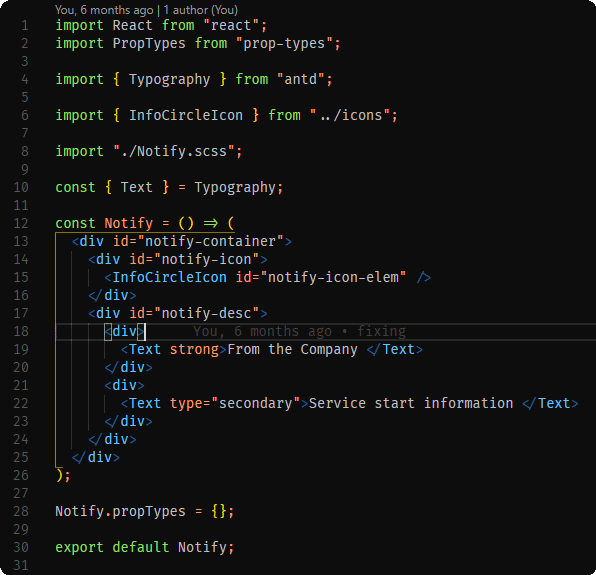 You, 6 months ago | 1 author (You)
1 import React from "react";
2 import PropTypes from "prop-types";
3
4 import { Typography } from "antd";
5
6 import { InfoCircleIcon } from "../icons";
7
8 import "./Notify.scss";
9
10 const { Text } = Typography;
11
12 const Notify = () => (
13 <div id="notify-container">
14 <div id="notify-icon">
15 <InfoCircleIcon id="notify-icon-elem" />
16 </div>
17 <div id="notify-desc">
18 <div> You, 6 months ago • fixing
19 <Text strong>From the Company </Text>
20 </div>
21 <div>
22 <Text type="secondary">Service start information </Text>
23 </div>
24 </div>
25 </div>
26 );
27
28 Notify.propTypes = {};
29
30 export default Notify;
31